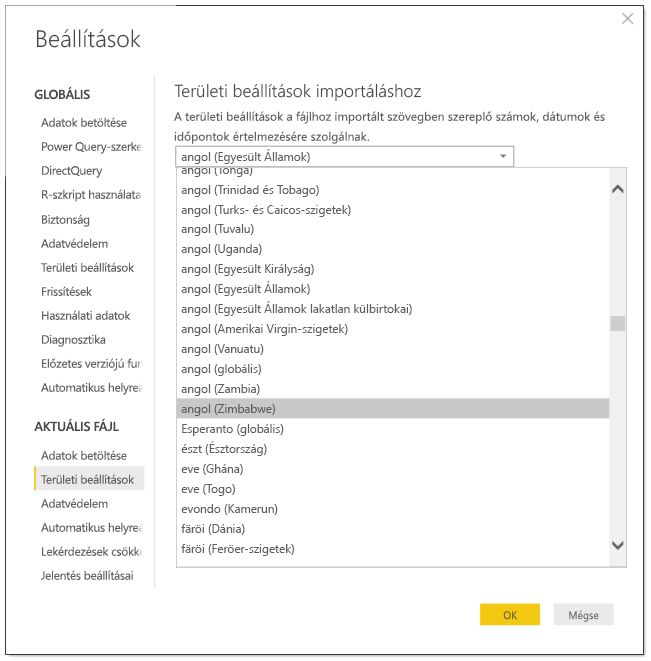 Beállítások
GLOBÁLIS
Adatok betöltése
Power Query-szerke
DirectQuery
R-szkript használata
Biztonság
Adatvédelem
Területi beállítások
Frissítések
Használati adatok
Diagnosztika
Előzetes verziójú fun
Automatikus helyreá
AKTUÁLIS FÁJL
Adatok betöltése
Területi beállítások
Adatvédelem
Automatikus helyreá
Lekérdezések csökke
Jelentés beállításai
Területi beállítások importáláshoz
A területi beállítások a fájlhoz importált szövegben szereplő számok, dátumok és
időpontok értelmezésére szolgálnak.
angol (Egyesült Államok)
angol (Tonga)
angol (Trinidad és Tobago)
angol (Turks- és Caicos-szigetek)
angol (Tuvalu)
angol (Uganda)
angol (Egyesült Királyság)
angol (Egyesült Államok)
angol (Egyesült Államok lakatlan külbirtokai)
angol (Amerikai Virgin-szigetek)
angol (Vanuatu)
angol (globális)
angol (Zambia)
angol (Zimbabwe)
Esperanto (globális)
észt (Észtország)
eve (Ghána)
eve (Togo)
evondo (Kamerun)
färöi (Dánia)
färöi (Feröer-szigetek)
OK
Mégse